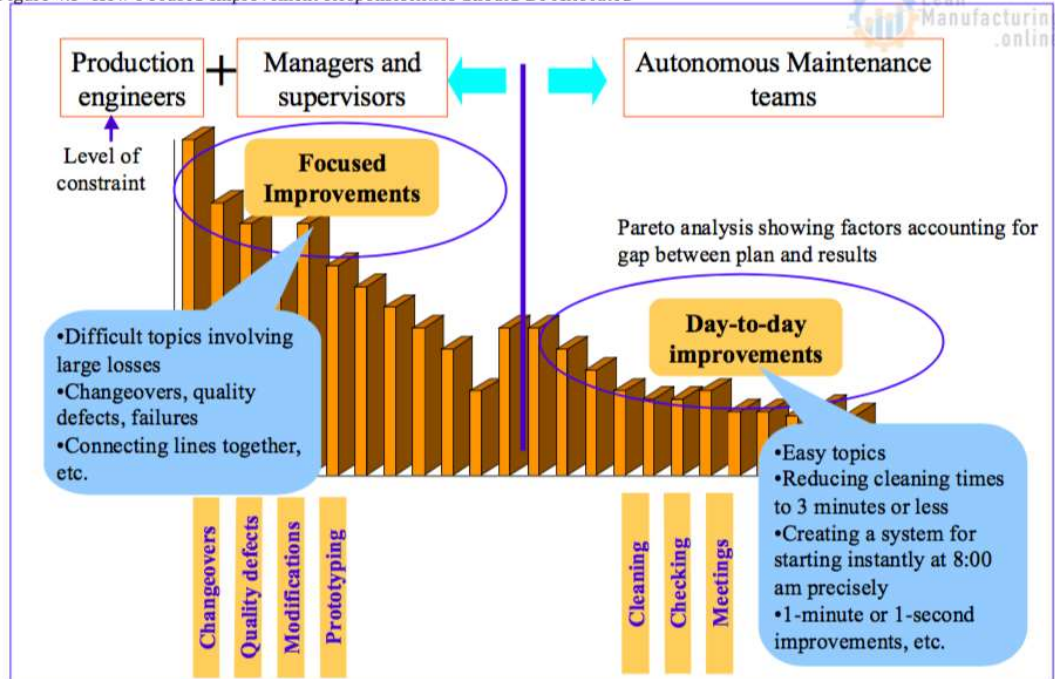 Manufacturin
.online
Production
engineers
+
Managers and
supervisors
Autonomous Maintenance
teams
Level of
constraint
Focused
Improvements
Pareto analysis showing factors accounting for
gap between plan and results
Day-to-day
improvements
•Difficult topics involving
large losses
•Changeovers, quality
defects, failures
•Connecting lines together,
etc.
•Easy topics
•Reducing cleaning times
to 3 minutes or less
•Creating a system for
starting instantly at 8:00
am precisely
•1-minute or 1-second
improvements, etc.
Changeovers
Quality defects
Modifications
Prototyping
Cleaning
Checking
Meetings